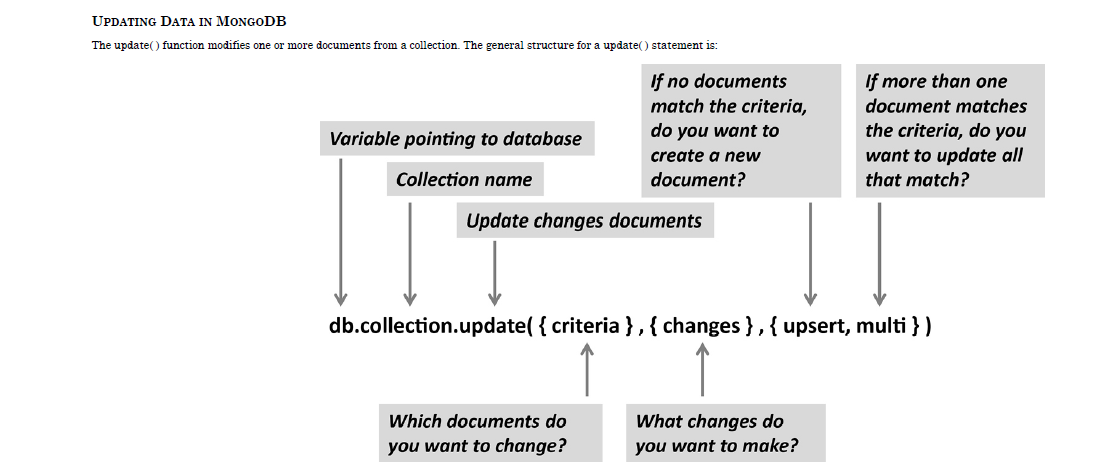 UPDATING DATA IN MONGODB
The update( ) function modifies one or more documents from a collection. The general structure for a update( ) statement is:
If no documents
match the criteria,
do you want to
create a new
document?
If more than one
document matches
the criteria, do you
want to update all
that match?
Variable pointing to database
Collection name
Update changes documents
db.collection.update( { criteria } , { changes } , { upsert, multi } )
Which documents do
you want to change?
What changes do
you want to make?